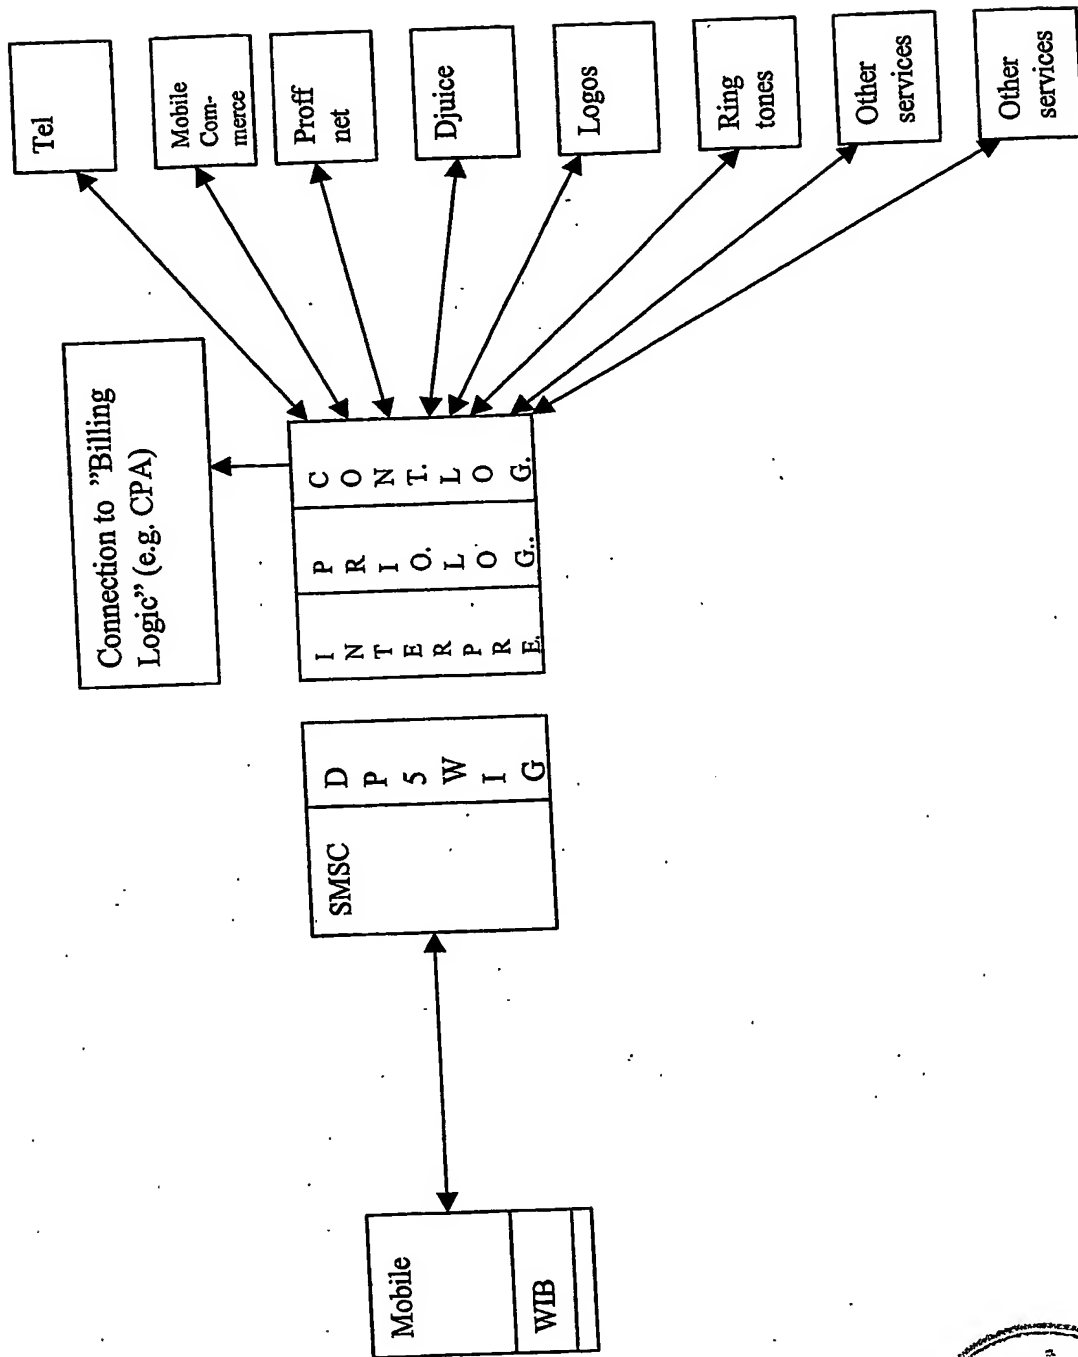 Tel
Mobile
Com-
merce
Proff
net
Djuice
Logos
Ring
tones
Other
services
Other
services
Connection to "Billing
Logic" (e.g. CPA)
C O N T. L O G.
P R I O. L O G..
I N T E R P R E.
D P 5 W I G
SMSC
Mobile
WIB